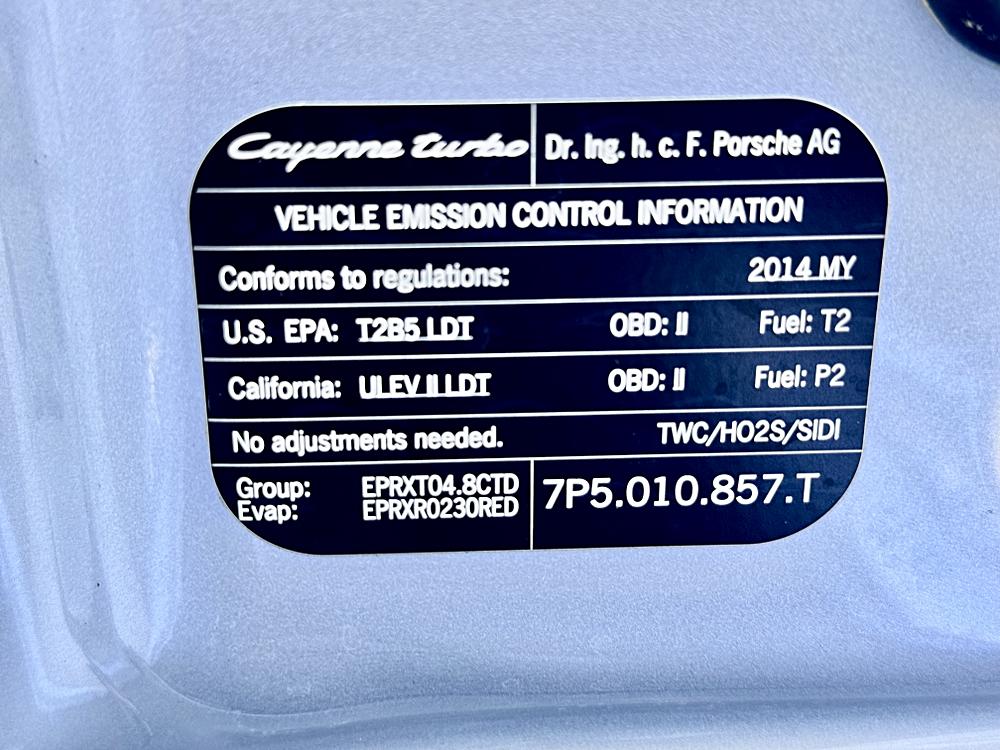 Cayenne turbo Dr. Ing. h. c. F. Porsche AG
VEHICLE EMISSION CONTROL INFORMATION
Conforms to regulations: 2014 MY
U.S. EPA: T2B5 LDT OBD: II Fuel: T2
California: ULEV II LDT OBD: II Fuel: P2
No adjustments needed. TWC/HO2S/SIDI
Group: EPRXT04.8CTD 7P5.010.857.T
Evap: EPRXR0230RED